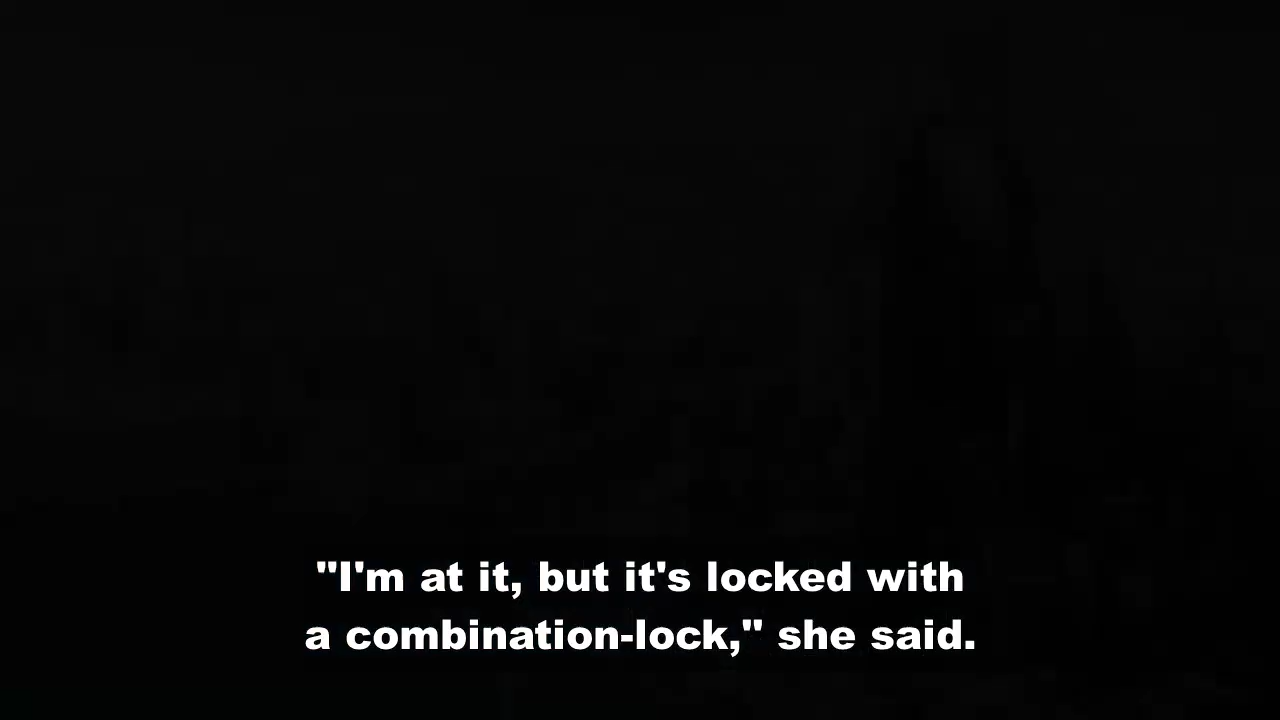 "I'm at it, but it's locked with
a combination-lock," she said.